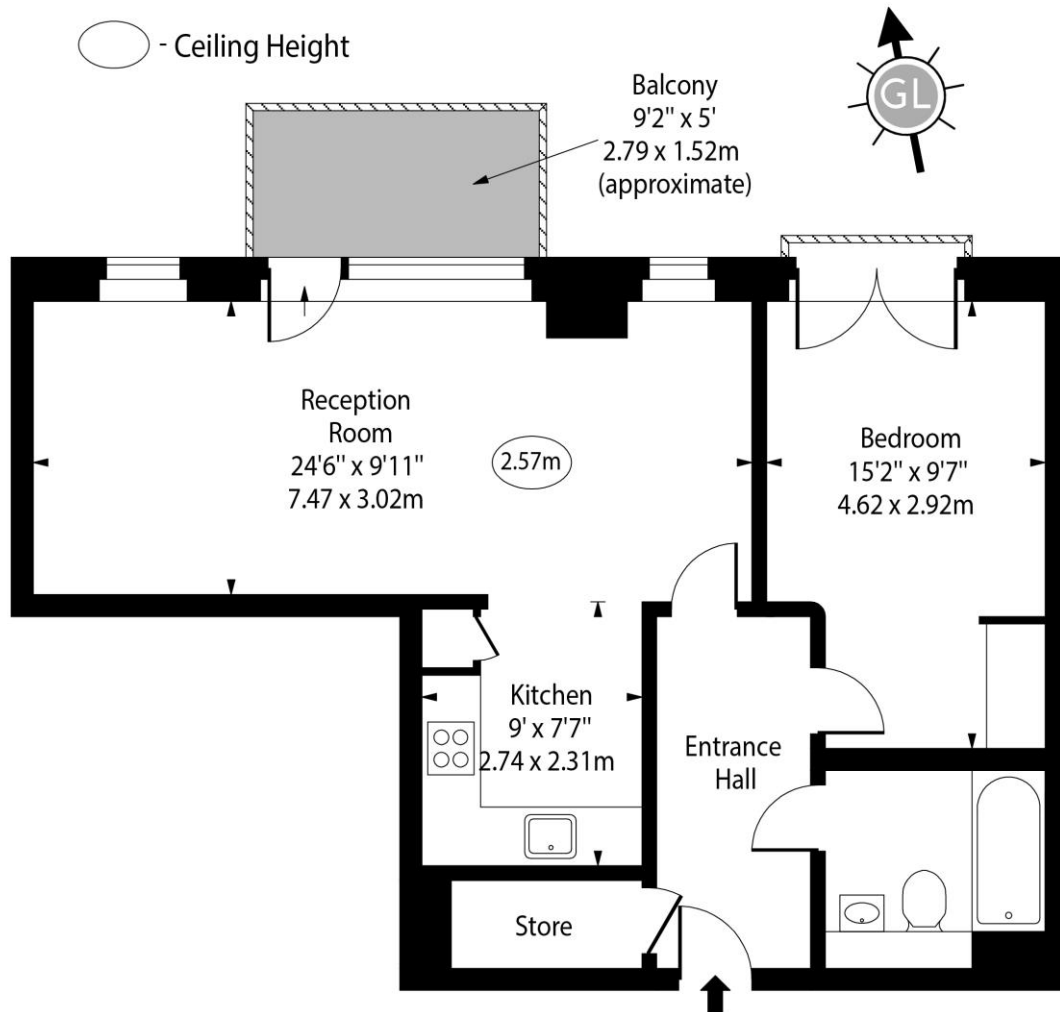 - Ceiling Height
GL
Balcony
9'2" x 5'
2.79 x 1.52m
(approximate)
Reception
Room
24'6" x 9'11"
7.47 x 3.02m
2.57m
Bedroom
15'2" x 9'7"
4.62 x 2.92m
Kitchen
9' x 7'7"
2.74 x 2.31m
Entrance
Hall
Store